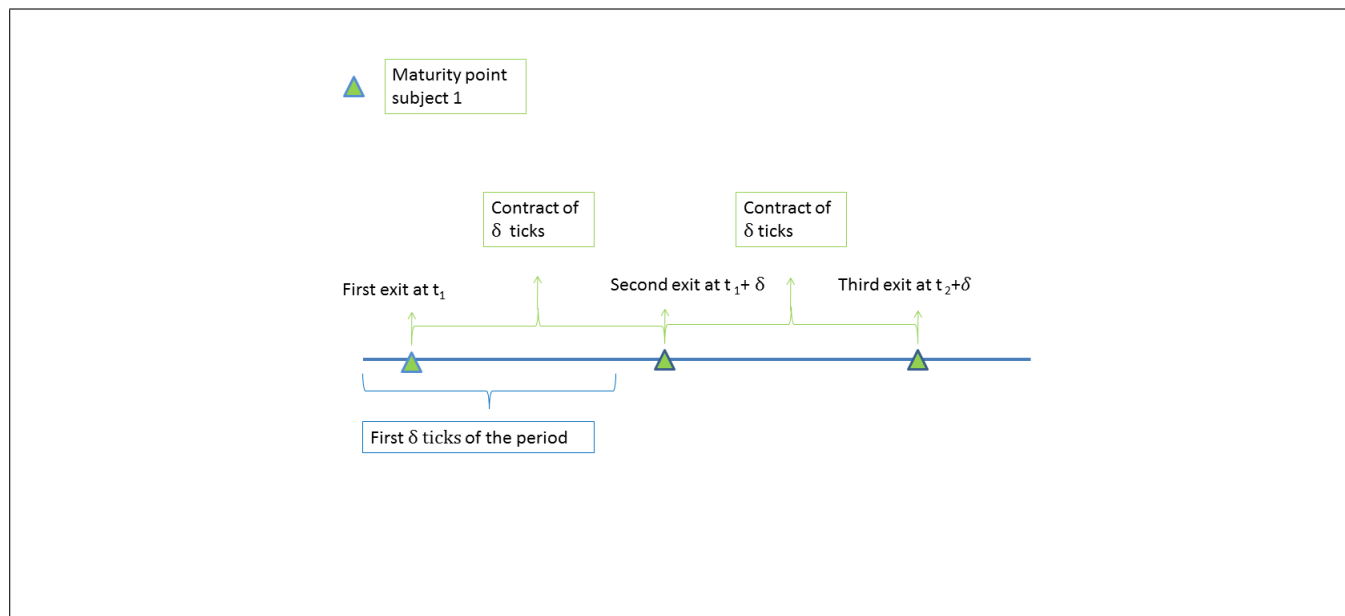 Maturity point
subject 1
Contract of
δ ticks
Contract of
δ ticks
First exit at t₁
Second exit at t₁+ δ
Third exit at t₂+δ
First δ ticks of the period